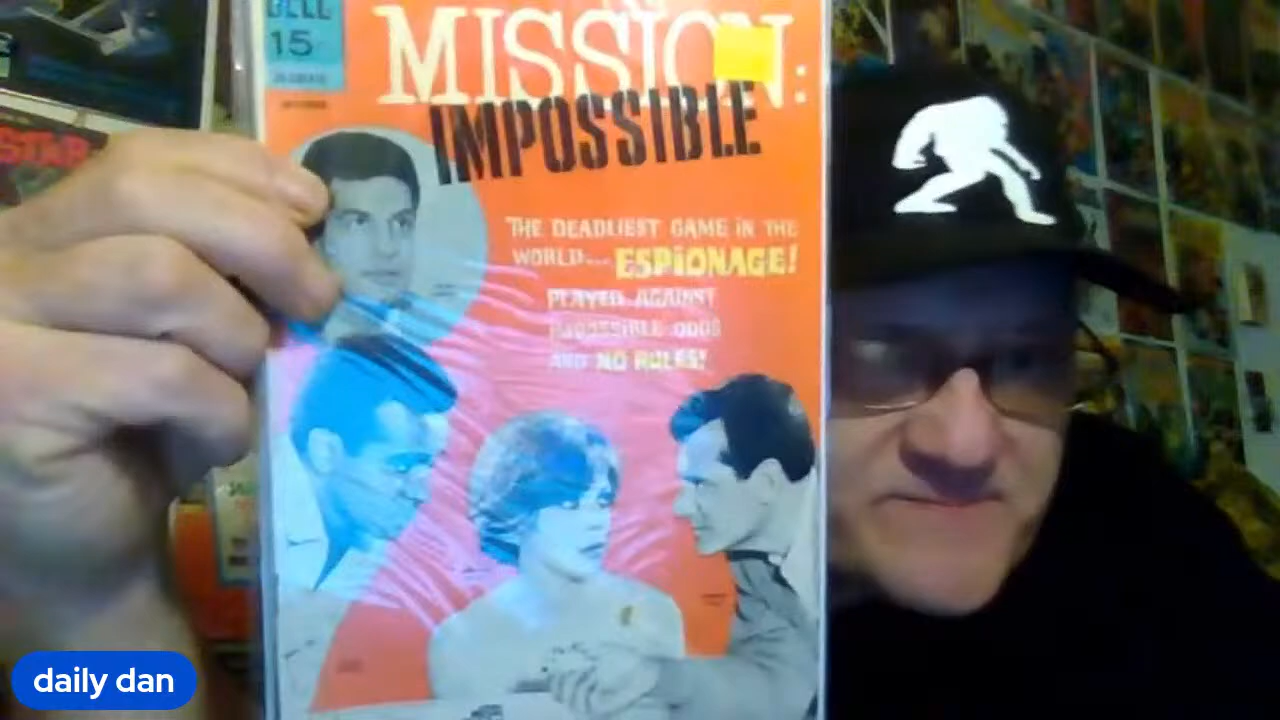 DELL
15¢
MISSION:
IMPOSSIBLE
STAR
THE DEADLIEST GAME IN THE
WORLD... ESPIONAGE!
PLAYED AGAINST
IMPOSSIBLE ODDS
AND NO RULES!
daily dan